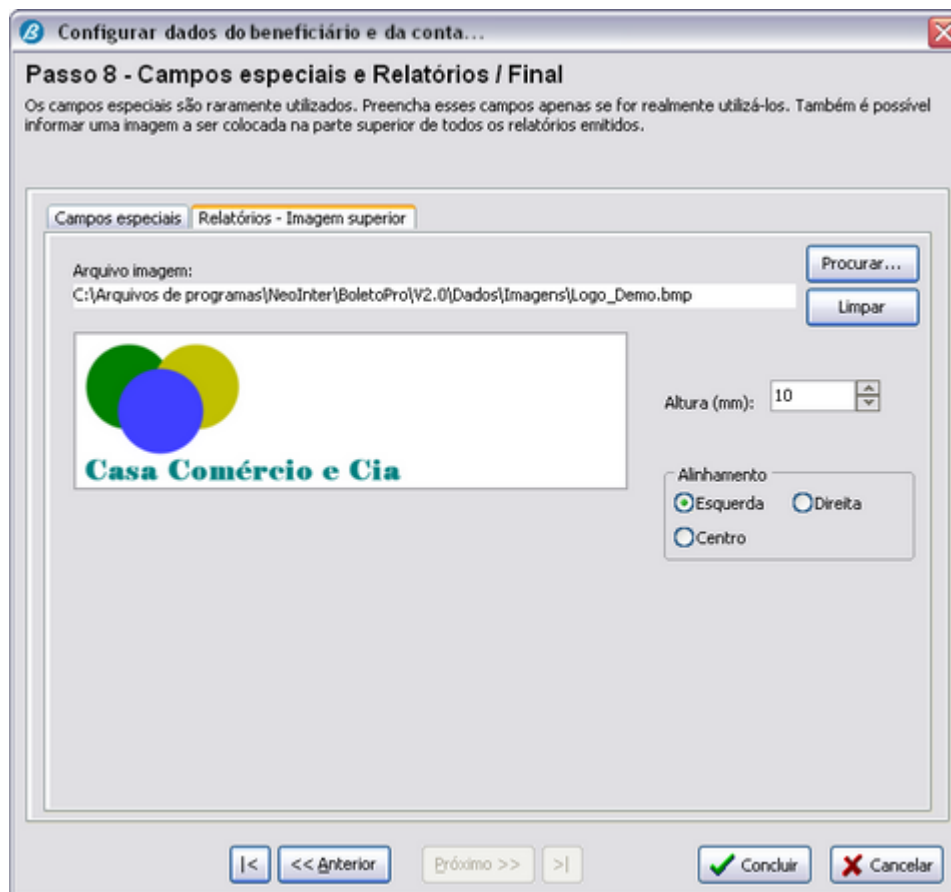 Configurar dados do beneficiário e da conta...
Passo 8 - Campos especiais e Relatórios / Final
Os campos especiais são raramente utilizados. Preencha esses campos apenas se for realmente utilizá-los. Também é possível
informar uma imagem a ser colocada na parte superior de todos os relatórios emitidos.
Campos especiais Relatórios - Imagem superior
Arquivo imagem:
Procurar...
C:\Arquivos de programas\NeoInter\BoletoPro\V2.0\Dados\Imagens\Logo_Demo.bmp
Limpar
Altura (mm): 10
Casa Comércio e Cia
Alinhamento
Esquerda Direita
Centro
|< << Anterior Próximo >> >| Concluir Cancelar